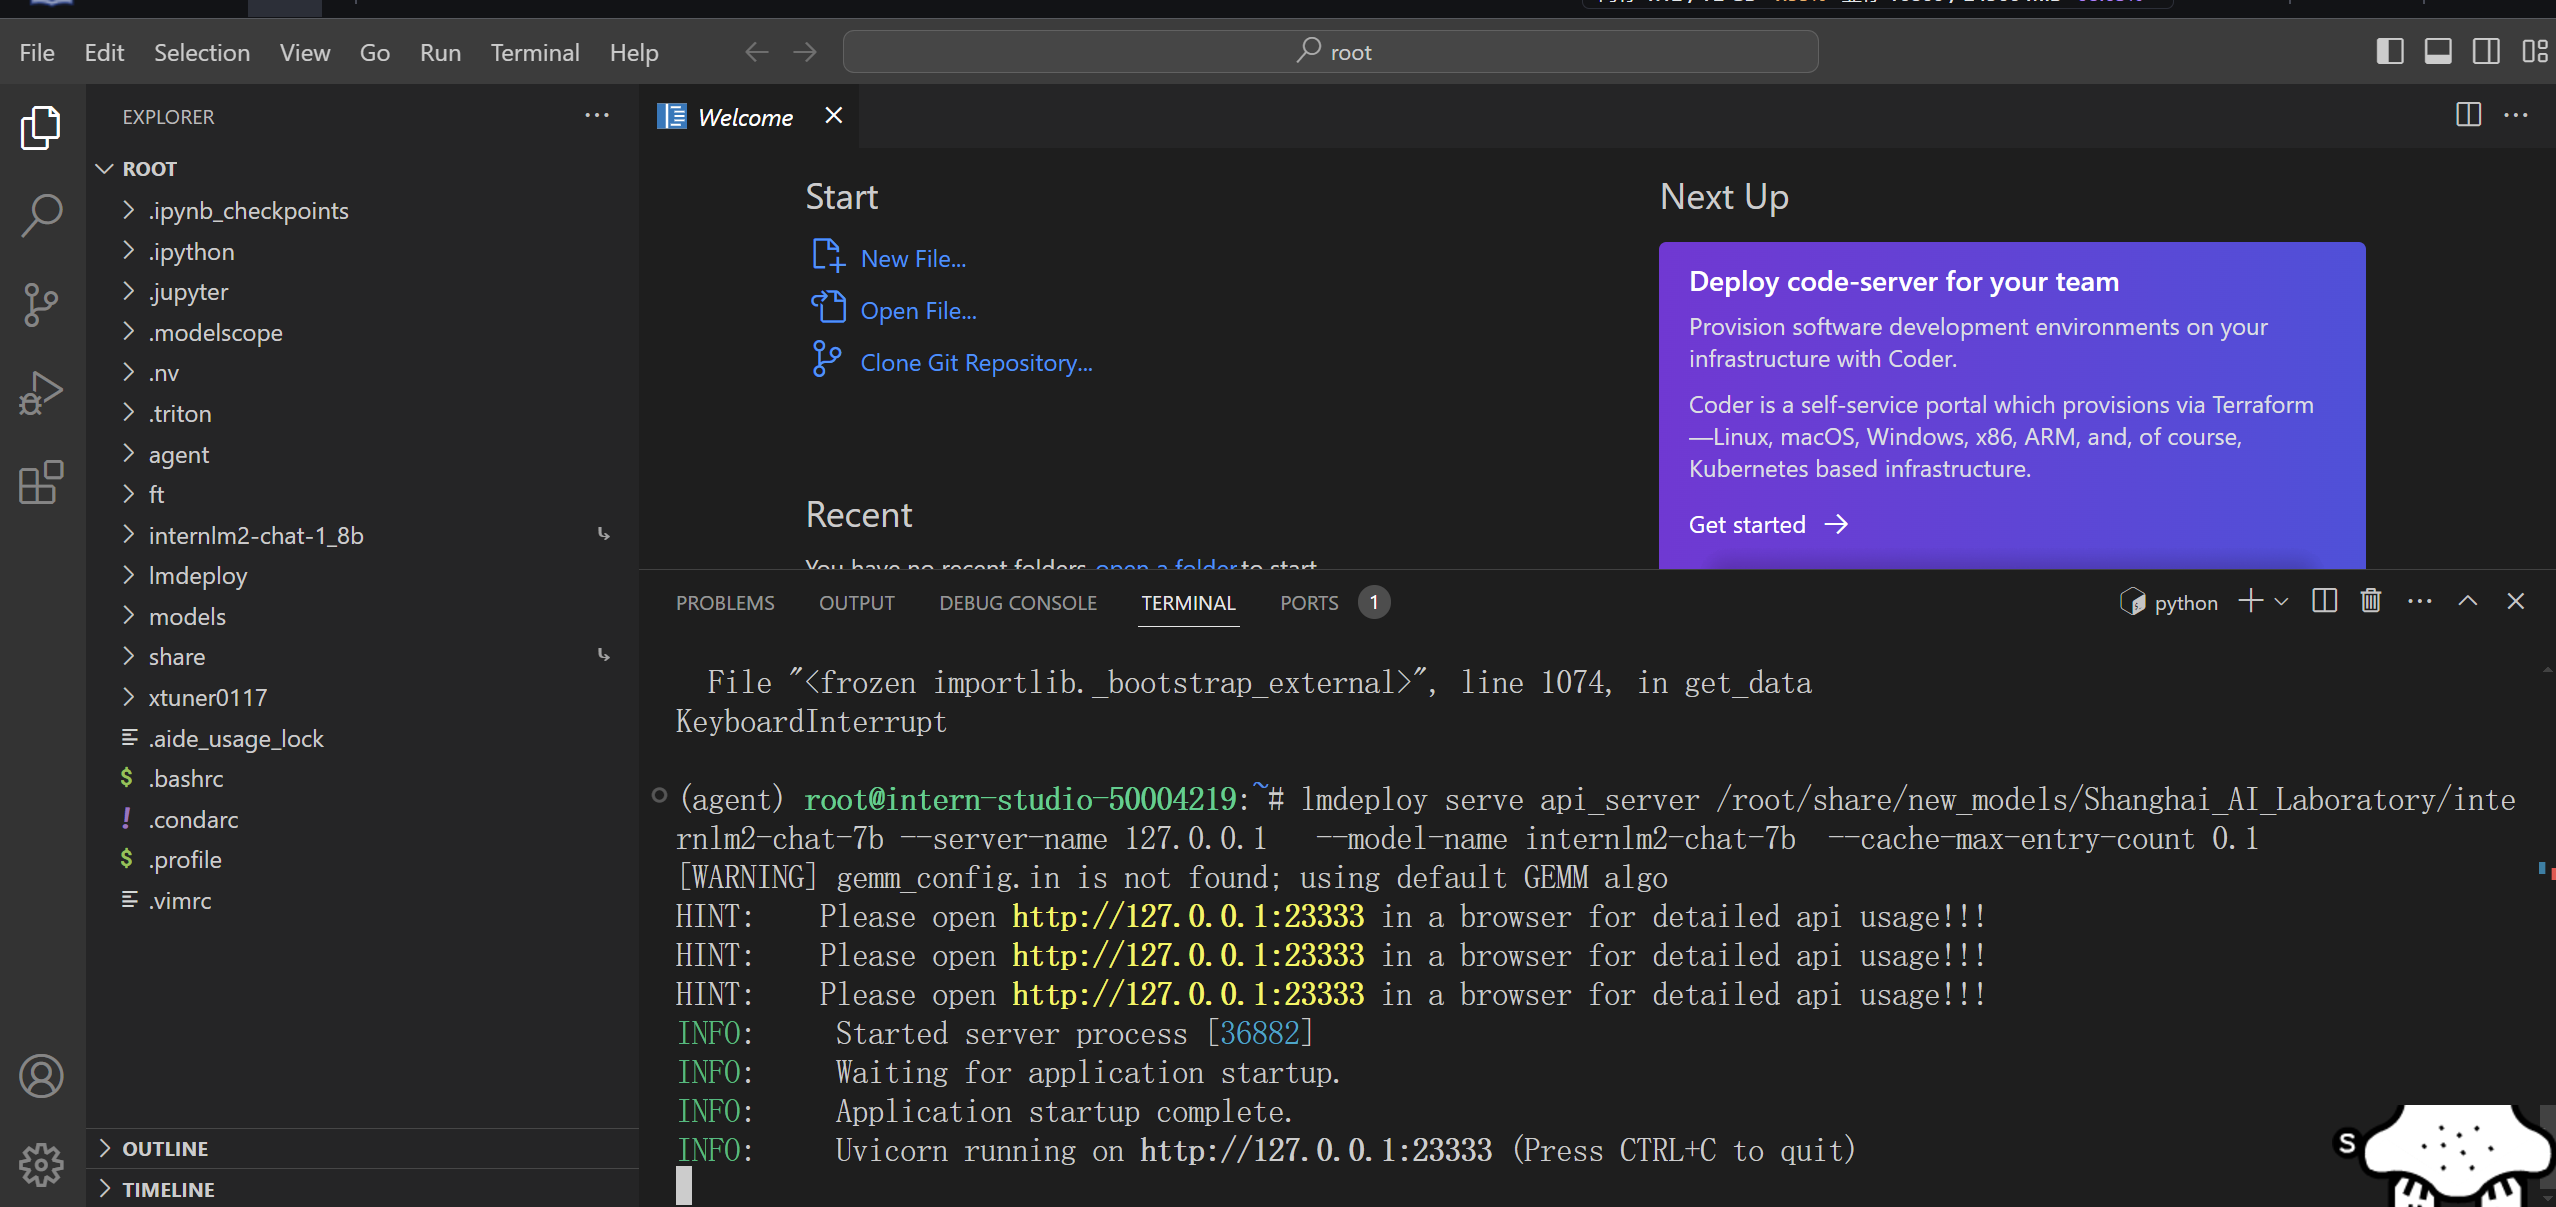 File Edit Selection View Go Run Terminal Help
root
EXPLORER
ROOT
.ipynb_checkpoints
.ipython
.jupyter
.modelscope
.nv
.triton
agent
ft
internlm2-chat-1_8b
lmdeploy
models
share
xtuner0117
.aide_usage_lock
.bashrc
.condarc
.profile
.vimrc
OUTLINE
TIMELINE
Welcome
Start
New File...
Open File...
Clone Git Repository...
Recent
You have no recent folders, open a folder to start
Next Up
Deploy code-server for your team
Provision software development environments on your
infrastructure with Coder.
Coder is a self-service portal which provisions via Terraform
—Linux, macOS, Windows, x86, ARM, and, of course,
Kubernetes based infrastructure.
Get started →
PROBLEMS OUTPUT DEBUG CONSOLE TERMINAL PORTS 1
python
File "<frozen importlib._bootstrap_external>", line 1074, in get_data
KeyboardInterrupt
(agent) root@intern-studio-50004219:~# lmdeploy serve api_server /root/share/new_models/Shanghai_AI_Laboratory/inte
rnlm2-chat-7b --server-name 127.0.0.1 --model-name internlm2-chat-7b --cache-max-entry-count 0.1
[WARNING] gemm_config.in is not found; using default GEMM algo
HINT: Please open http://127.0.0.1:23333 in a browser for detailed api usage!!!
HINT: Please open http://127.0.0.1:23333 in a browser for detailed api usage!!!
HINT: Please open http://127.0.0.1:23333 in a browser for detailed api usage!!!
INFO: Started server process [36882]
INFO: Waiting for application startup.
INFO: Application startup complete.
INFO: Uvicorn running on http://127.0.0.1:23333 (Press CTRL+C to quit)
S